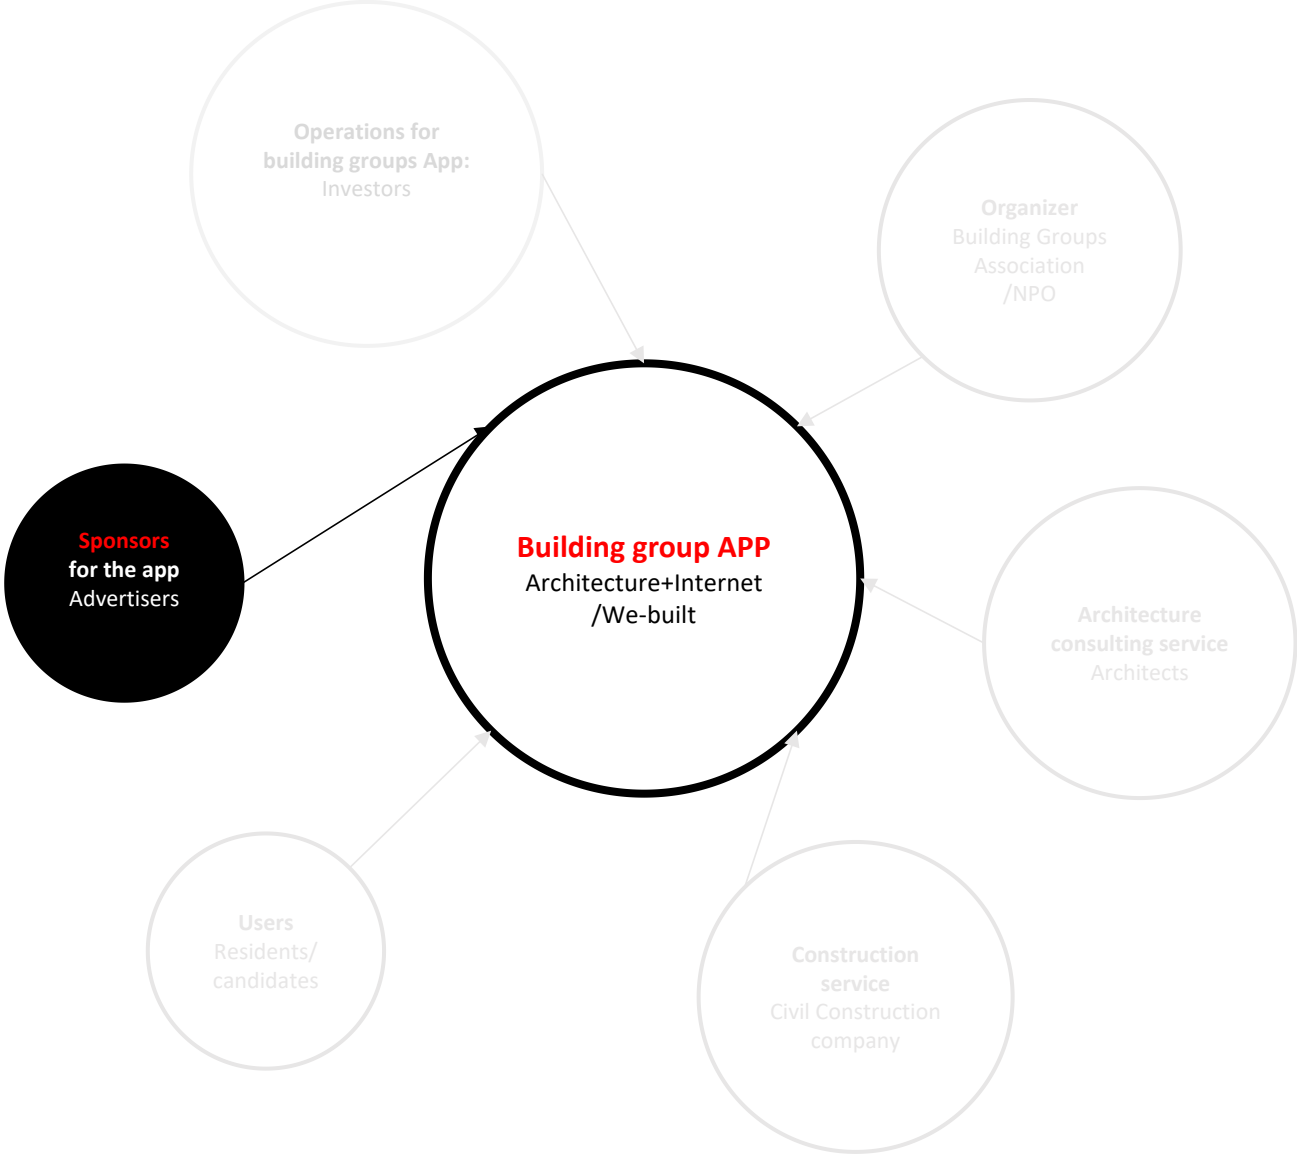 Operations for
building groups App:
Investors
Organizer
Building Groups
Association
/NPO
Sponsors
for the app
Advertisers
Building group APP
Architecture+Internet
/We-built
Architecture
consulting service
Architects
Users
Residents/
candidates
Construction
service
Civil Construction
company